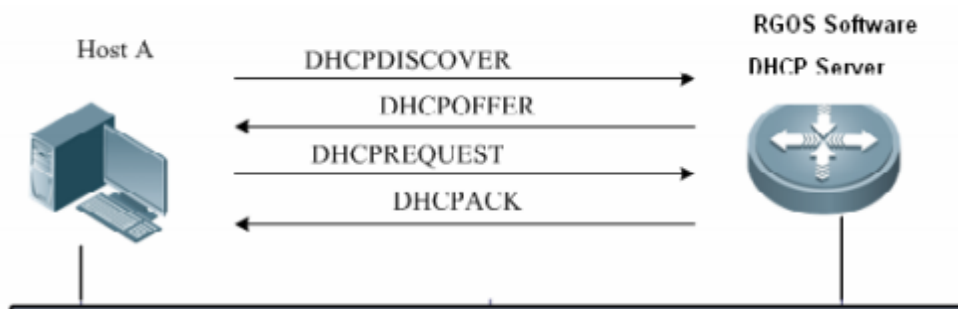 Host A
RGOS Software
DHCP Server
DHCPDISCOVER
DHCPOFFER
DHCPREQUEST
DHCPACK